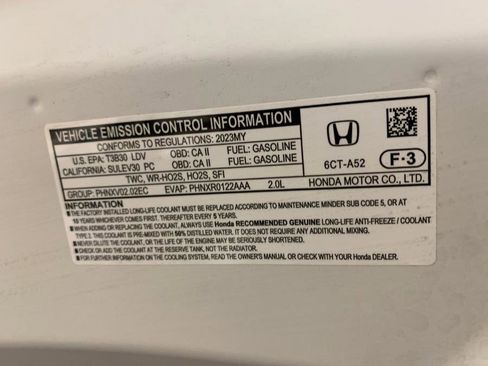 VEHICLE EMISSION CONTROL INFORMATION
CONFORMS TO REGULATIONS: 2023MY
U.S. EPA: T3B30 LDV OBD: CA II FUEL: GASOLINE
CALIFORNIA: SULEV30 PC OBD: CA II FUEL: GASOLINE
TWC, WR-HO2S, HO2S, SFI
GROUP: PHNXV02.02EC EVAP: PHNXR0122AAA 2.0L
6CT-A52 F-3
HONDA MOTOR CO., LTD.
INFORMATION
■ THE FACTORY INSTALLED LONG-LIFE COOLANT MUST BE REPLACED ACCORDING TO MAINTENANCE MINDER SUB CODE 5, OR AT
10 YEARS WHICHEVER COMES FIRST. THEREAFTER EVERY 5 YEARS.
■ WHEN ADDING OR REPLACING THE COOLANT, ALWAYS USE Honda RECOMMENDED GENUINE LONG-LIFE ANTI-FREEZE / COOLANT
TYPE 2. THIS COOLANT IS PRE-MIXED WITH 50% DISTILLED WATER. IT DOES NOT REQUIRE ANY ADDITIONAL MIXING.
■ NEVER DILUTE COOLANT, OR THE LIFE OF THE ENGINE MAY BE SERIOUSLY SHORTENED.
■ CHECK AND ADD COOLANT AT THE RESERVE TANK, NOT THE RADIATOR.
■ FOR FURTHER INFORMATION ON THE COOLING SYSTEM, READ THE OWNER'S MANUAL OR CHECK WITH YOUR Honda DEALER.